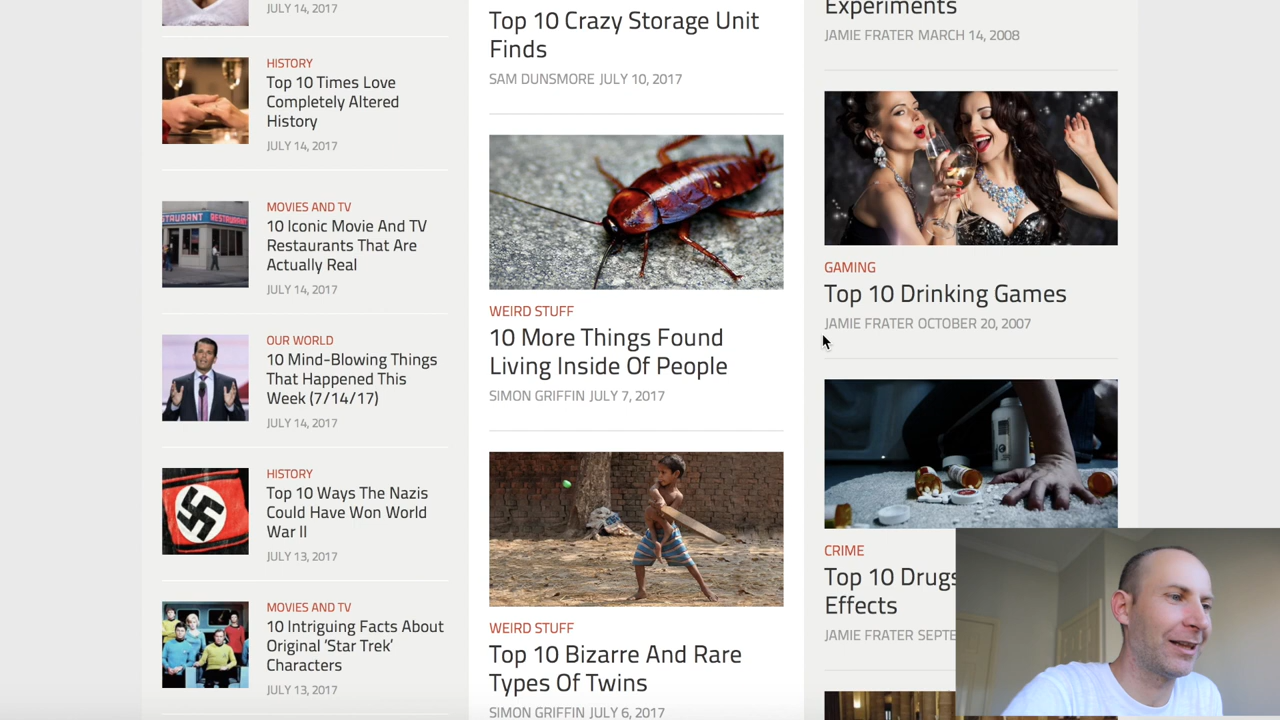 JULY 14, 2017
HISTORY
Top 10 Times Love
Completely Altered
History
JULY 14, 2017
STAURANT RESTAUR
MOVIES AND TV
10 Iconic Movie And TV
Restaurants That Are
Actually Real
JULY 14, 2017
OUR WORLD
10 Mind-Blowing Things
That Happened This
Week (7/14/17)
JULY 14, 2017
HISTORY
Top 10 Ways The Nazis
Could Have Won World
War II
JULY 13, 2017
MOVIES AND TV
10 Intriguing Facts About
Original ‘Star Trek’
Characters
JULY 13, 2017
Top 10 Crazy Storage Unit
Finds
SAM DUNSMORE JULY 10, 2017
WEIRD STUFF
10 More Things Found
Living Inside Of People
SIMON GRIFFIN JULY 7, 2017
WEIRD STUFF
Top 10 Bizarre And Rare
Types Of Twins
SIMON GRIFFIN JULY 6, 2017
Experiments
JAMIE FRATER MARCH 14, 2008
GAMING
Top 10 Drinking Games
JAMIE FRATER OCTOBER 20, 2007
CRIME
Top 10 Drugs
Effects
JAMIE FRATER SEPTE